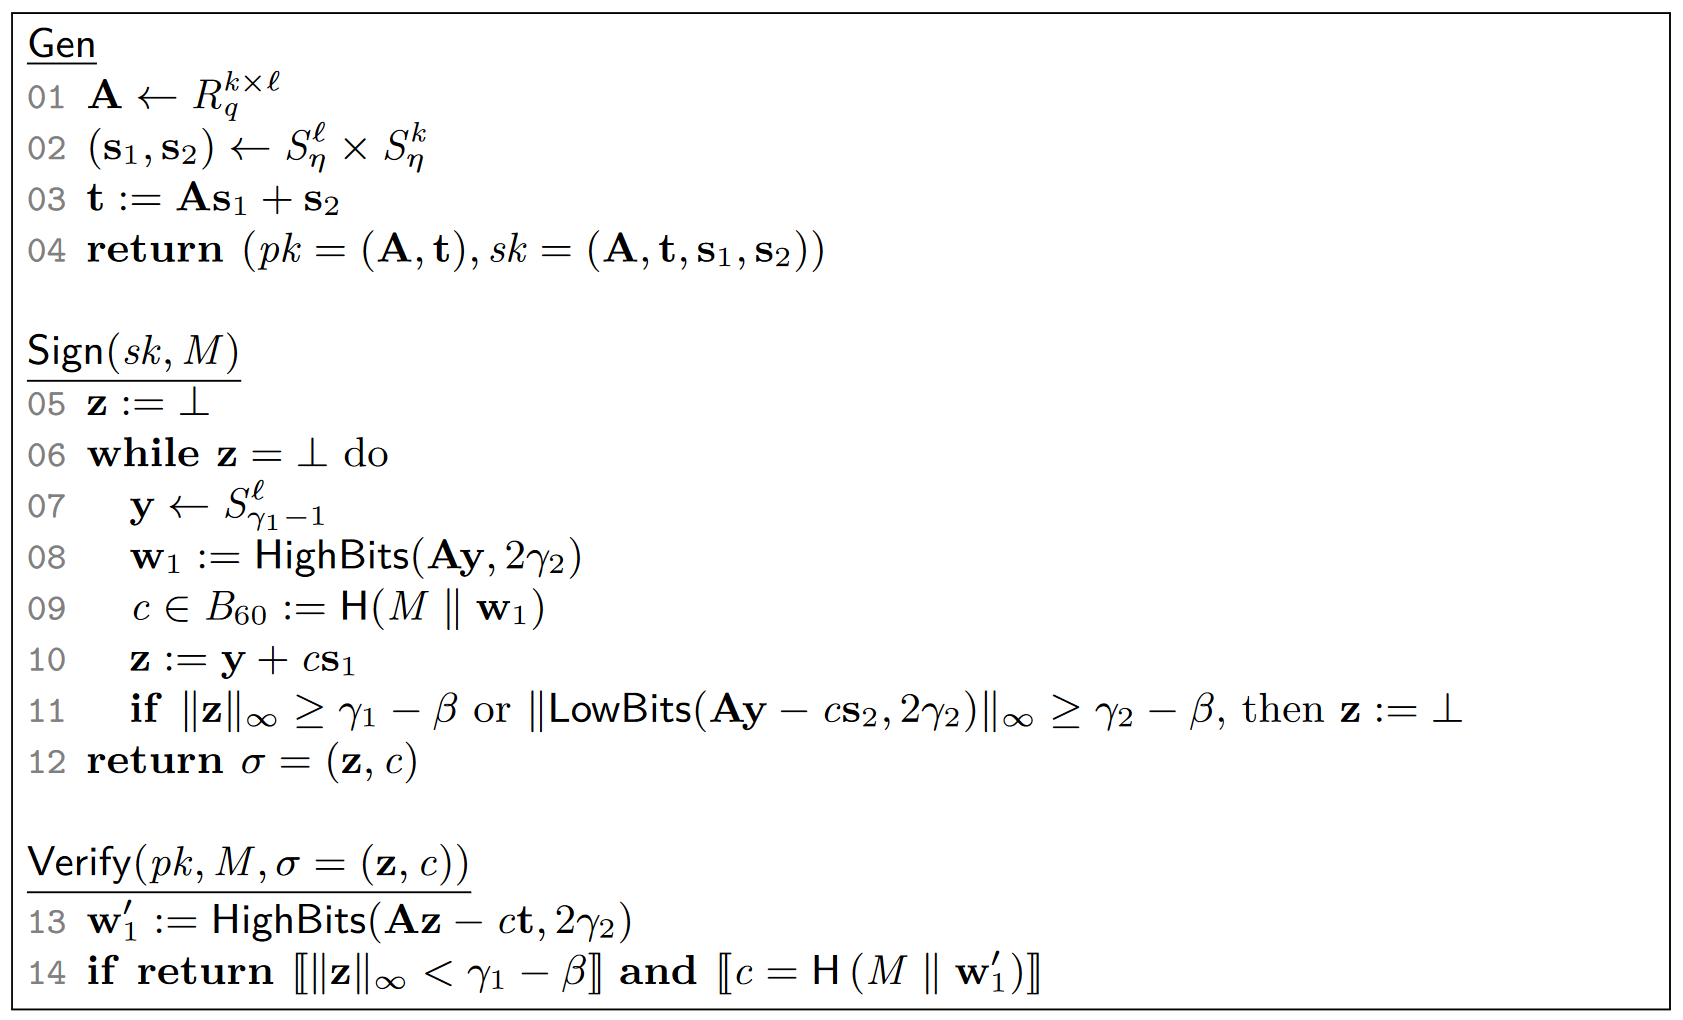 Gen
01 A ← R_q^{k×ℓ}
02 (s₁, s₂) ← S_η^ℓ × S_η^k
03 t := As₁ + s₂
04 return (pk = (A, t), sk = (A, t, s₁, s₂))
Sign(sk, M)
05 z := ⊥
06 while z = ⊥ do
07 y ← S_{γ₁−1}^ℓ
08 w₁ := HighBits(Ay, 2γ₂)
09 c ∈ B₆₀ := H(M ∥ w₁)
10 z := y + cs₁
11 if ‖z‖_∞ ≥ γ₁ − β or ‖LowBits(Ay − cs₂, 2γ₂)‖_∞ ≥ γ₂ − β, then z := ⊥
12 return σ = (z, c)
Verify(pk, M, σ = (z, c))
13 w′₁ := HighBits(Az − ct, 2γ₂)
14 if return ⟦‖z‖_∞ < γ₁ − β⟧ and ⟦c = H (M ∥ w′₁)⟧